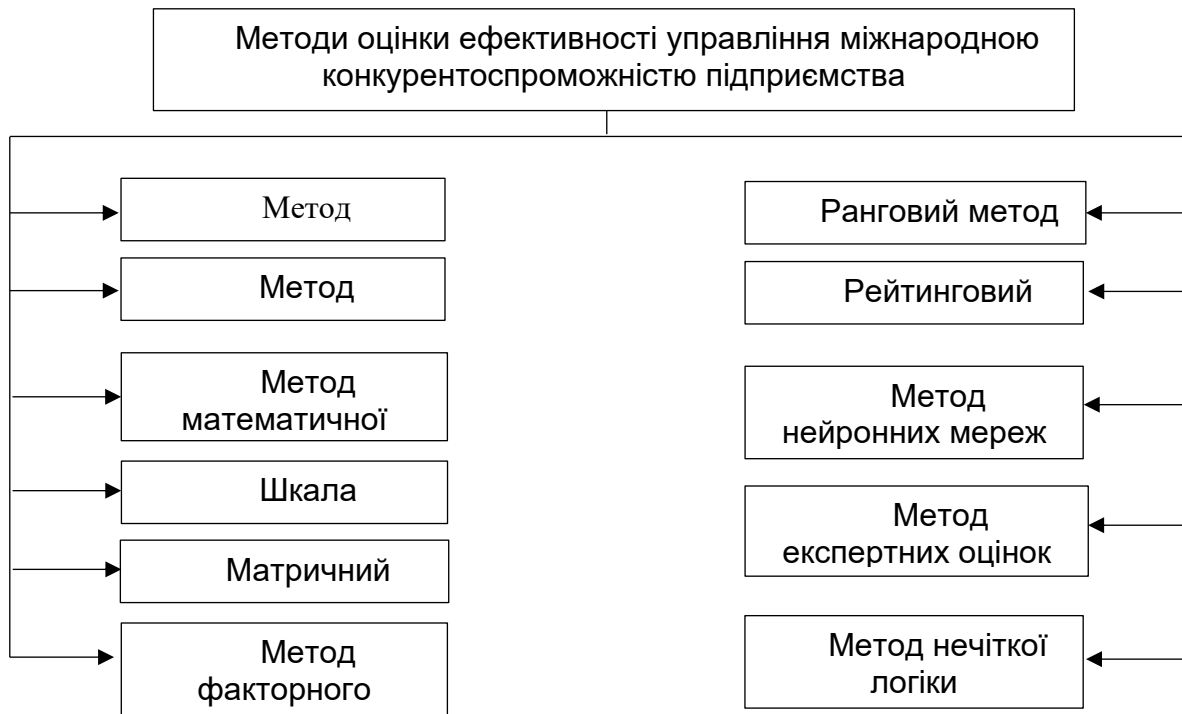 Методи оцінки ефективності управління міжнародною
конкурентоспроможністю підприємства
Метод
Метод
Метод
математичної
Шкала
Матричний
Метод
факторного
Ранговий метод
Рейтинговий
Метод
нейронних мереж
Метод
експертних оцінок
Метод нечіткої
логіки